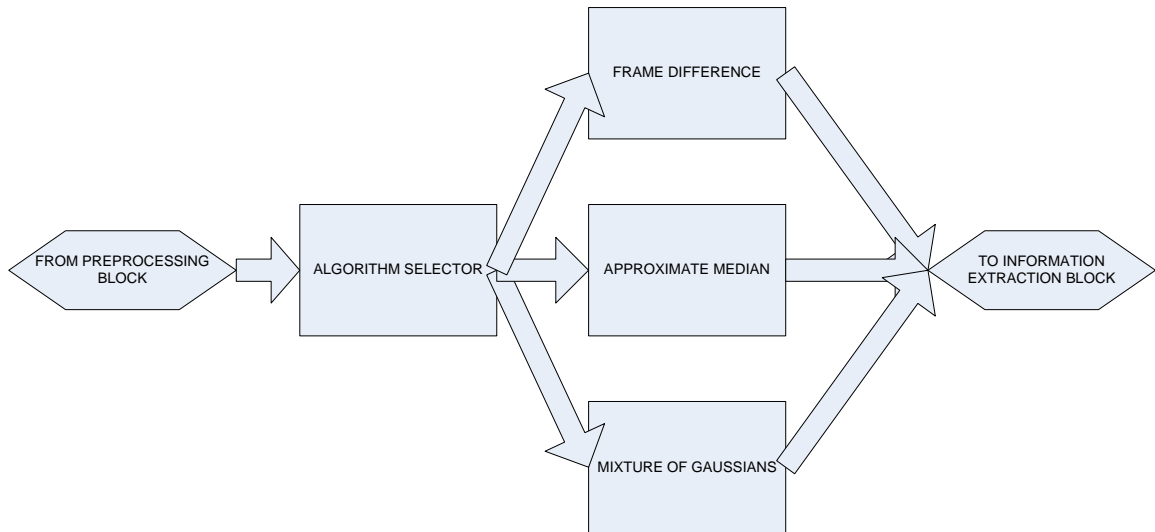 FRAME DIFFERENCE
FROM PREPROCESSING
BLOCK
ALGORITHM SELECTOR
APPROXIMATE MEDIAN
TO INFORMATION
EXTRACTION BLOCK
MIXTURE OF GAUSSIANS